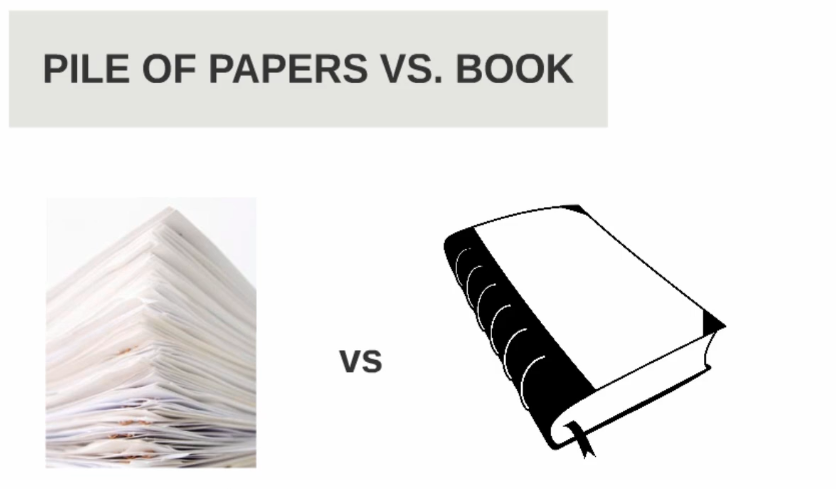 PILE OF PAPERS VS. BOOK
vs